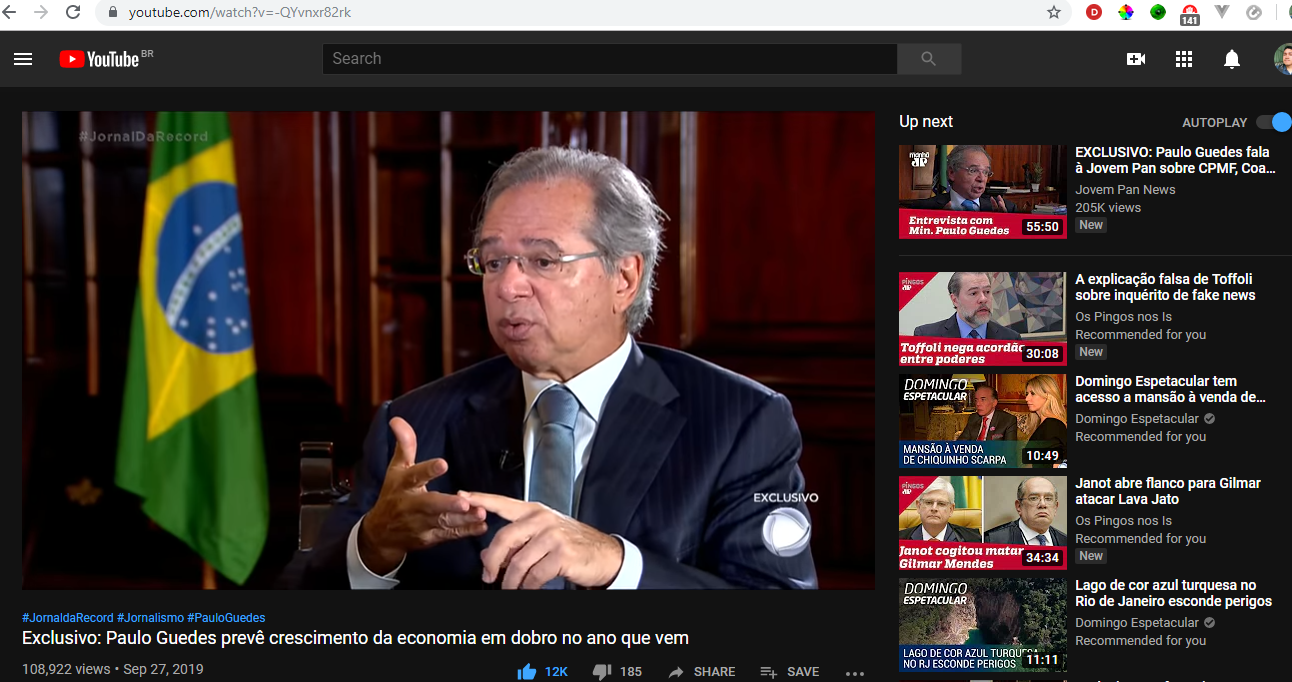 youtube.com/watch?v=-QYvnxr82rk
141
YouTube BR
Search
#JornalDaRecord
EXCLUSIVO
#JornaldaRecord #Jornalismo #PauloGuedes
Exclusivo: Paulo Guedes prevê crescimento da economia em dobro no ano que vem
108,922 views • Sep 27, 2019
12K
185
SHARE
SAVE
Up next
AUTOPLAY
manhã
Entrevista com
Min. Paulo Guedes
55:50
EXCLUSIVO: Paulo Guedes fala
à Jovem Pan sobre CPMF, Coa...
Jovem Pan News
205K views
New
PINGOS
Toffoli nega acordão
entre poderes
30:08
A explicação falsa de Toffoli
sobre inquérito de fake news
Os Pingos nos Is
Recommended for you
New
DOMINGO
ESPETACULAR
MANSÃO À VENDA
DE CHIQUINHO SCARPA
10:49
Domingo Espetacular tem
acesso a mansão à venda de...
Domingo Espetacular
Recommended for you
PINGOS
Janot cogitou matar
Gilmar Mendes
34:34
Janot abre flanco para Gilmar
atacar Lava Jato
Os Pingos nos Is
Recommended for you
New
DOMINGO
ESPETACULAR
LAGO DE COR AZUL TURQUESA
NO RJ ESCONDE PERIGOS
11:11
Lago de cor azul turquesa no
Rio de Janeiro esconde perigos
Domingo Espetacular
Recommended for you